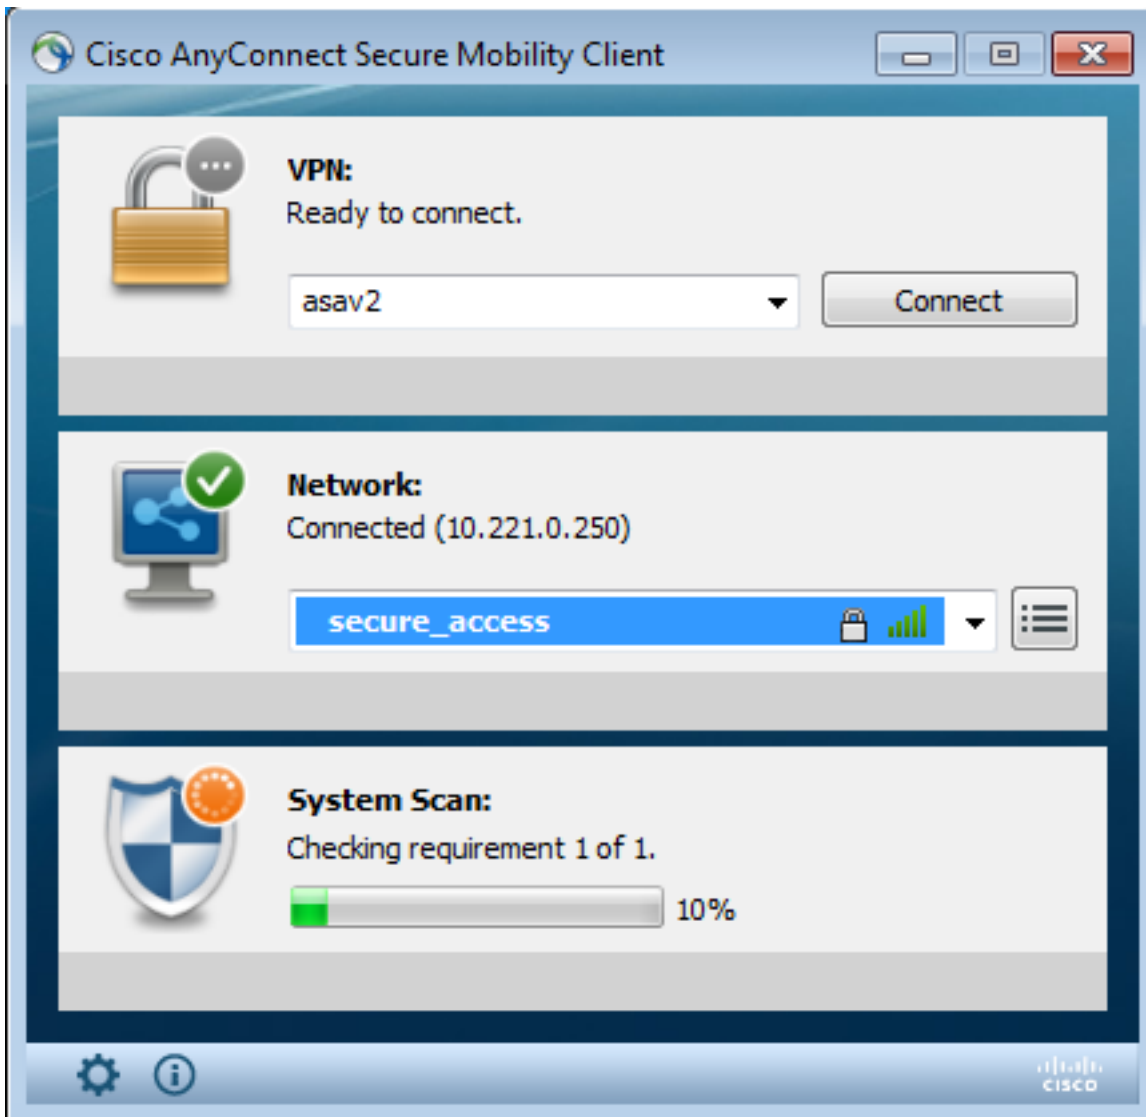 Cisco AnyConnect Secure Mobility Client
VPN:
Ready to connect.
asav2
Connect
Network:
Connected (10.221.0.250)
secure_access
System Scan:
Checking requirement 1 of 1.
10%
CISCO